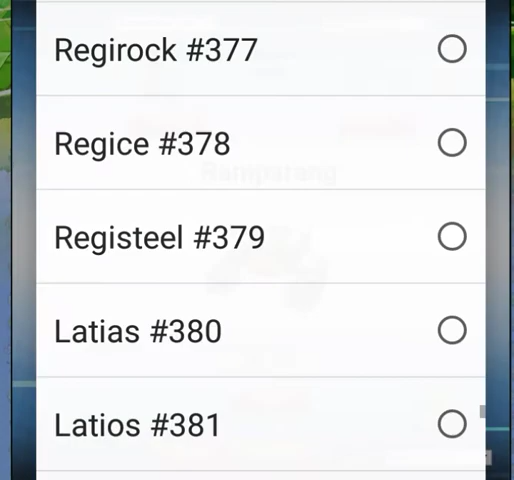 Regirock #377
Regice #378
Registeel #379
Latias #380
Latios #381